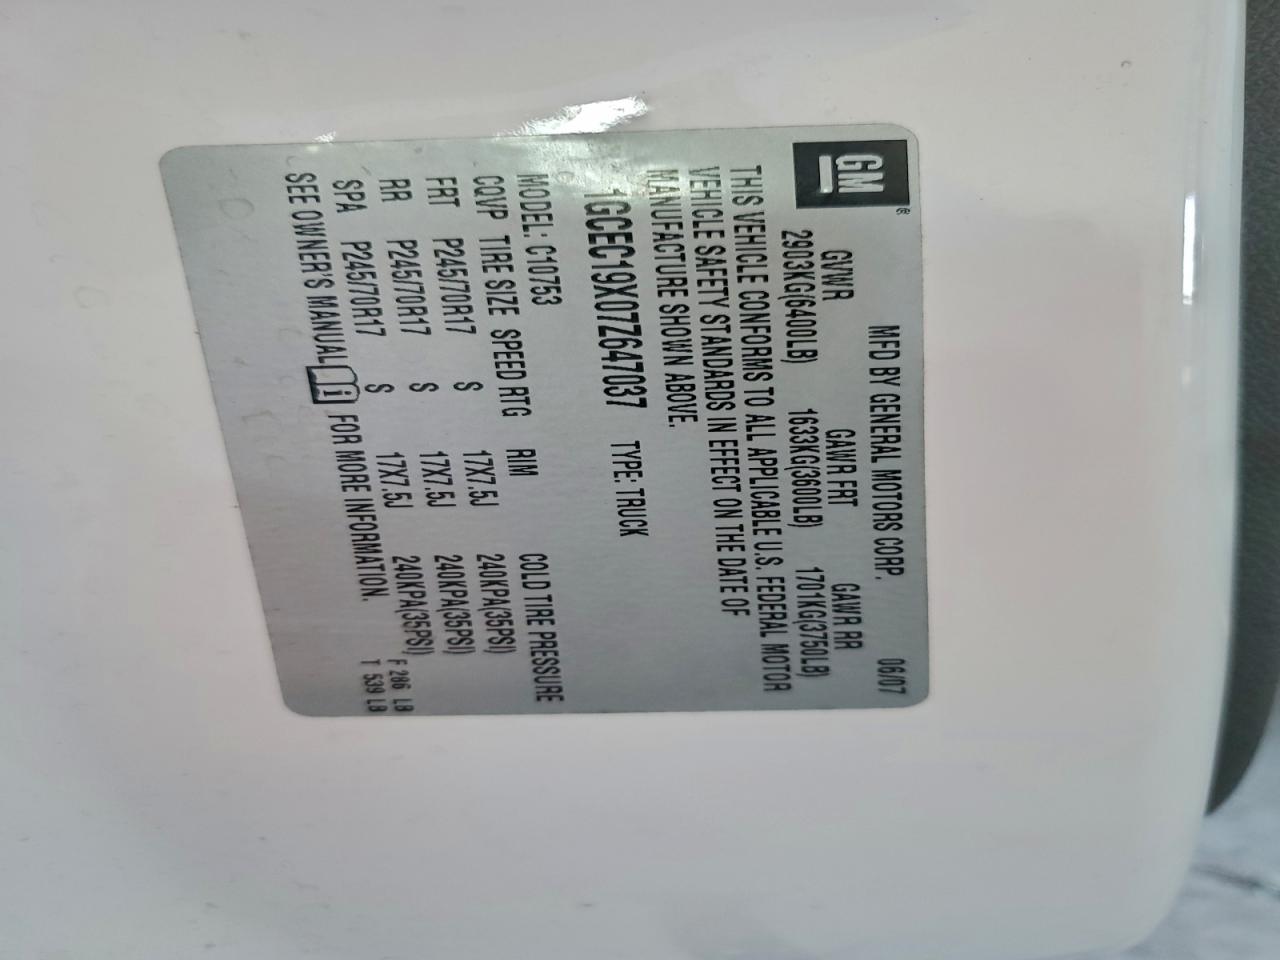 GM®
MFD BY GENERAL MOTORS CORP. 06/07
GVWR GAWR FRT GAWR RR
2903KG(6400LB) 1633KG(3600LB) 1701KG(3750LB)
THIS VEHICLE CONFORMS TO ALL APPLICABLE U.S. FEDERAL MOTOR
VEHICLE SAFETY STANDARDS IN EFFECT ON THE DATE OF
MANUFACTURE SHOWN ABOVE.
1GCEC19X07Z647037 TYPE: TRUCK
MODEL: C10753
CQVP TIRE SIZE SPEED RTG RIM COLD TIRE PRESSURE
FRT P245/70R17 S 17X7.5J 240KPA(35PSI)
RR P245/70R17 S 17X7.5J 240KPA(35PSI)
SPA P245/70R17 S 17X7.5J 240KPA(35PSI)
SEE OWNER'S MANUAL i FOR MORE INFORMATION.
F 286 LB
T 539 LB